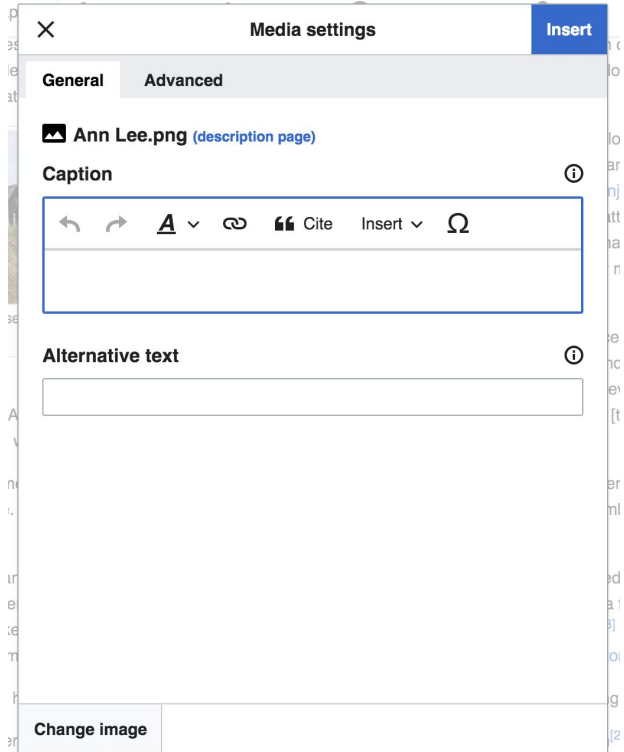 Media settings
Insert
General Advanced
Ann Lee.png (description page)
Caption
A Cite Insert Ω
Alternative text
Change image